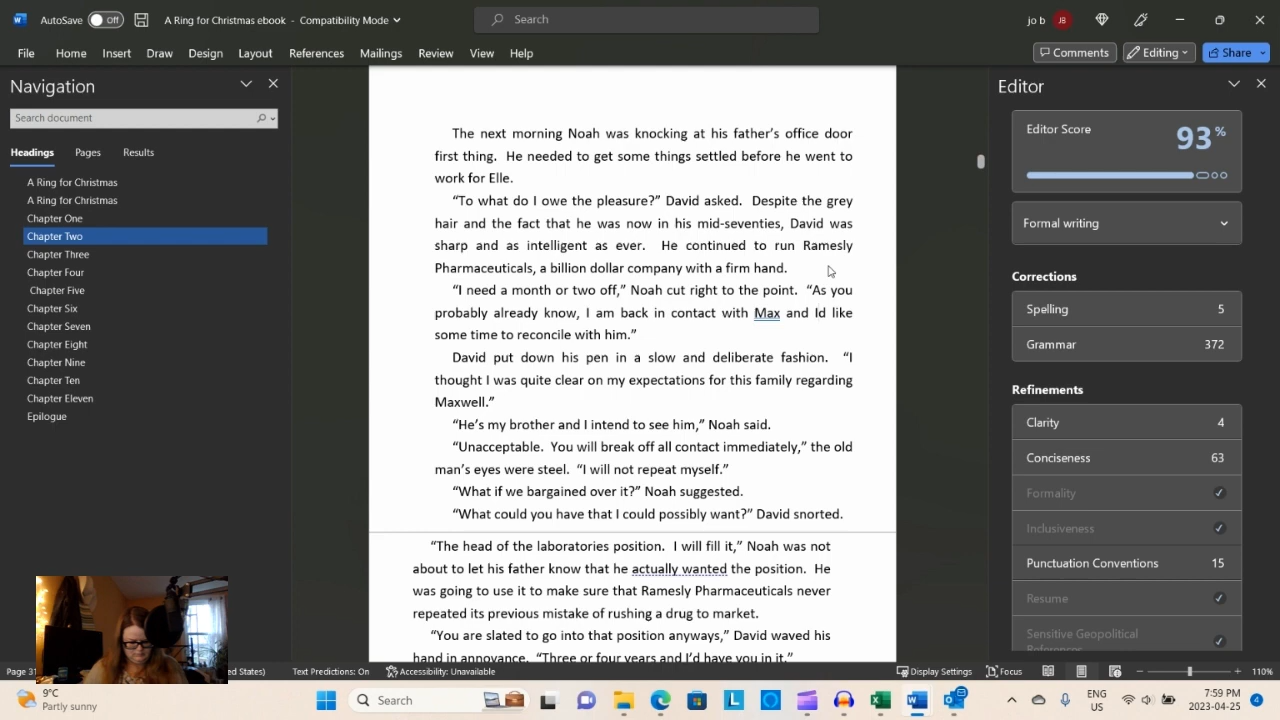 AutoSave Off A Ring for Christmas ebook - Compatibility Mode Search jo b JB
File Home Insert Draw Design Layout References Mailings Review View Help Comments Editing Share
Navigation
Search document
Headings Pages Results
A Ring for Christmas
A Ring for Christmas
Chapter One
Chapter Two
Chapter Three
Chapter Four
Chapter Five
Chapter Six
Chapter Seven
Chapter Eight
Chapter Nine
Chapter Ten
Chapter Eleven
Epilogue
The next morning Noah was knocking at his father's office door
first thing. He needed to get some things settled before he went to
work for Elle.
“To what do I owe the pleasure?” David asked. Despite the grey
hair and the fact that he was now in his mid-seventies, David was
sharp and as intelligent as ever. He continued to run Ramesly
Pharmaceuticals, a billion dollar company with a firm hand.
“I need a month or two off,” Noah cut right to the point. “As you
probably already know, I am back in contact with Max and Id like
some time to reconcile with him.”
David put down his pen in a slow and deliberate fashion. “I
thought I was quite clear on my expectations for this family regarding
Maxwell.”
“He's my brother and I intend to see him,” Noah said.
“Unacceptable. You will break off all contact immediately,” the old
man's eyes were steel. “I will not repeat myself.”
“What if we bargained over it?” Noah suggested.
“What could you have that I could possibly want?” David snorted.
“The head of the laboratories position. I will fill it,” Noah was not
about to let his father know that he actually wanted the position. He
was going to use it to make sure that Ramesly Pharmaceuticals never
repeated its previous mistake of rushing a drug to market.
“You are slated to go into that position anyways,” David waved his
hand in annoyance. “Three or four years and I'd have you in it.”
Editor
Editor Score 93 %
Formal writing
Corrections
Spelling 5
Grammar 372
Refinements
Clarity 4
Conciseness 63
Formality
Inclusiveness
Punctuation Conventions 15
Resume
Sensitive Geopolitical
References
Page 31 d States) Text Predictions: On Accessibility: Unavailable Display Settings Focus 110%
9°C
Partly sunny
Search
ENG
US
7:59 PM
2023-04-25
4